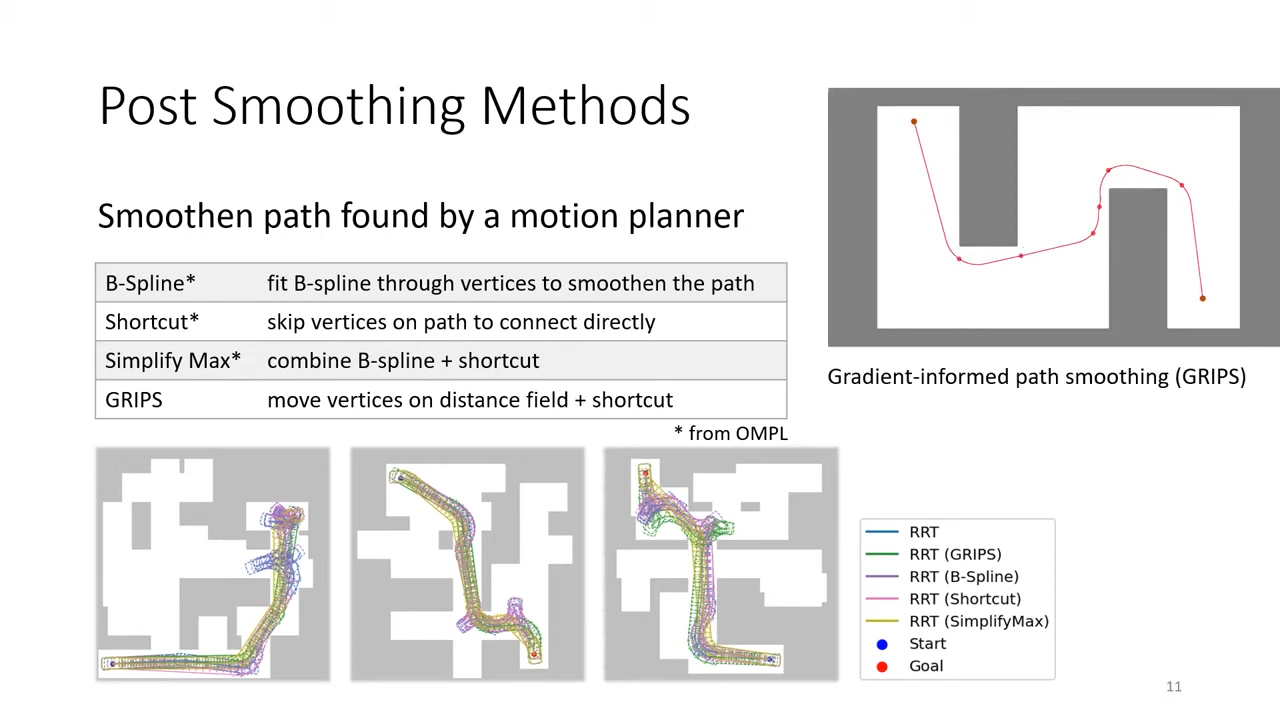 Post Smoothing Methods
Smoothen path found by a motion planner
B-Spline* fit B-spline through vertices to smoothen the path
Shortcut* skip vertices on path to connect directly
Simplify Max* combine B-spline + shortcut
GRIPS move vertices on distance field + shortcut
* from OMPL
Gradient-informed path smoothing (GRIPS)
RRT
RRT (GRIPS)
RRT (B-Spline)
RRT (Shortcut)
RRT (SimplifyMax)
Start
Goal
11